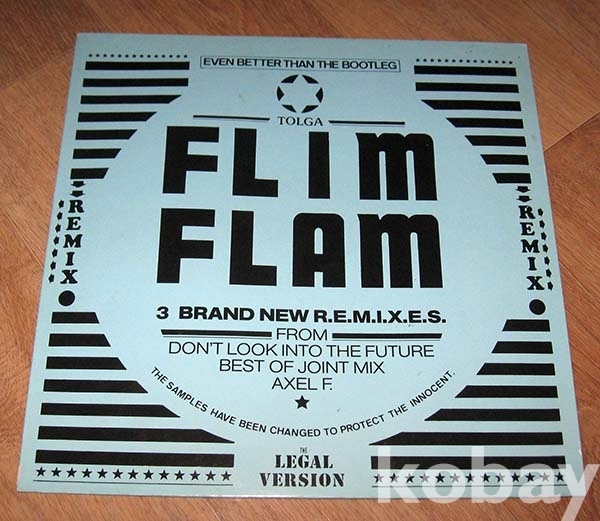 EVEN BETTER THAN THE BOOTLEG
TOLGA
FLIM
FLAM
REMIX
REMIX
3 BRAND NEW R.E.M.I.X.E.S.
FROM
DON'T LOOK INTO THE FUTURE
BEST OF JOINT MIX
AXEL F.
THE SAMPLES HAVE BEEN CHANGED TO PROTECT THE INNOCENT.
THE
LEGAL
VERSION
kobay